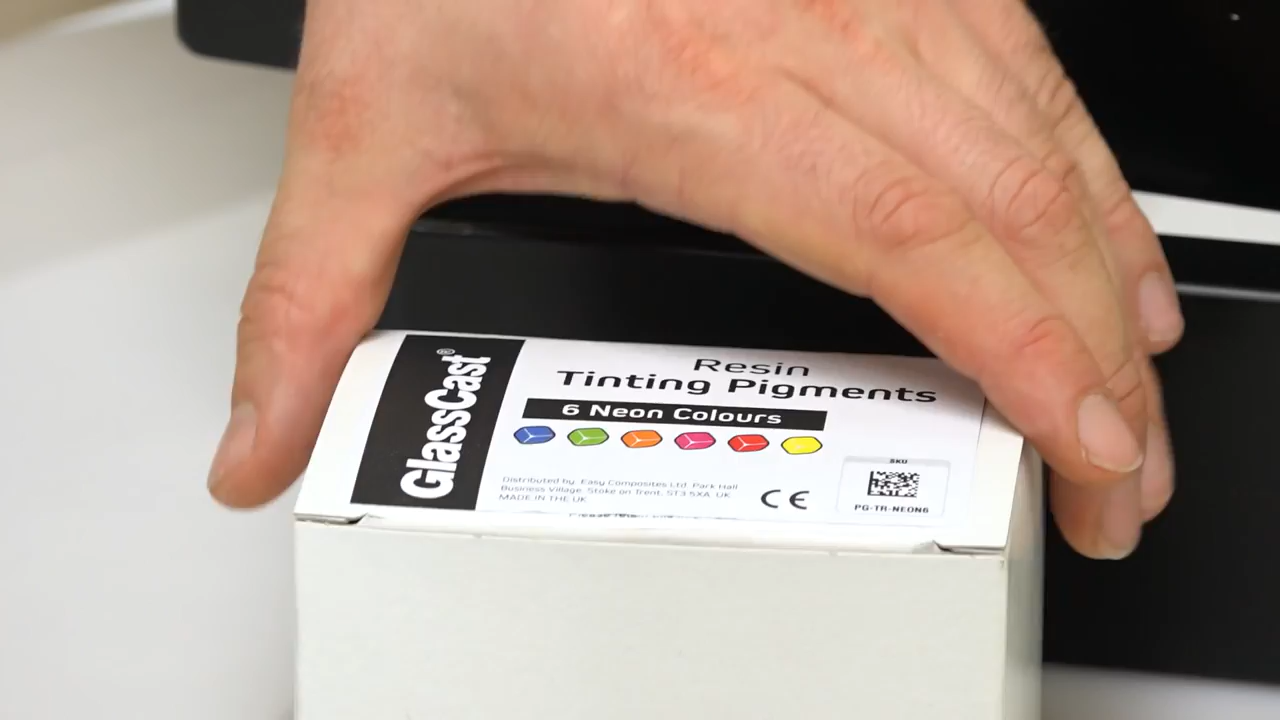 GlassCast®
Resin
Tinting Pigments
6 Neon Colours
Distributed by: Easy Composites Ltd, Park Hall
Business Village, Stoke on Trent, ST3 5XA, UK
MADE IN THE UK
CE
SKU
PG-TR-NEON6